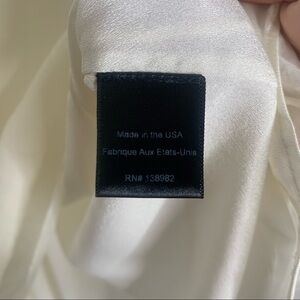 Made in the USA
Fabrique Aux Etats-Unis
RN# 138982